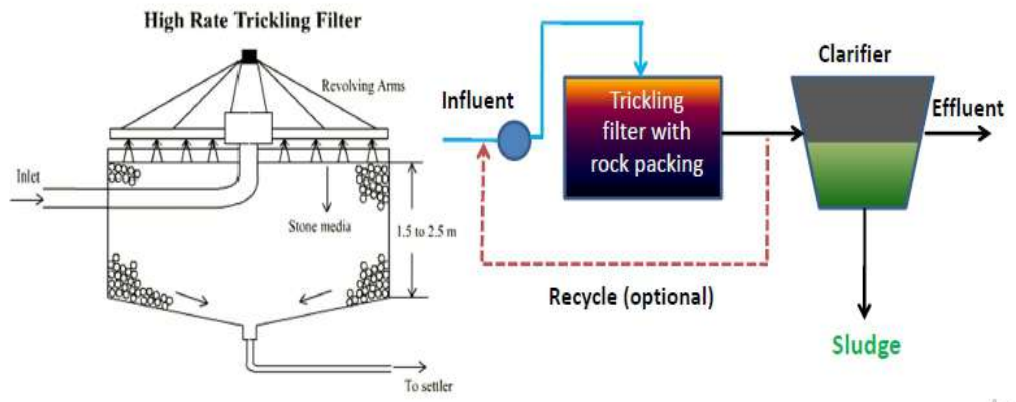 High Rate Trickling Filter
Revolving Arms
Inlet
Stone media
1.5 to 2.5 m
To settler
Influent
Trickling
filter with
rock packing
Clarifier
Effluent
Recycle (optional)
Sludge